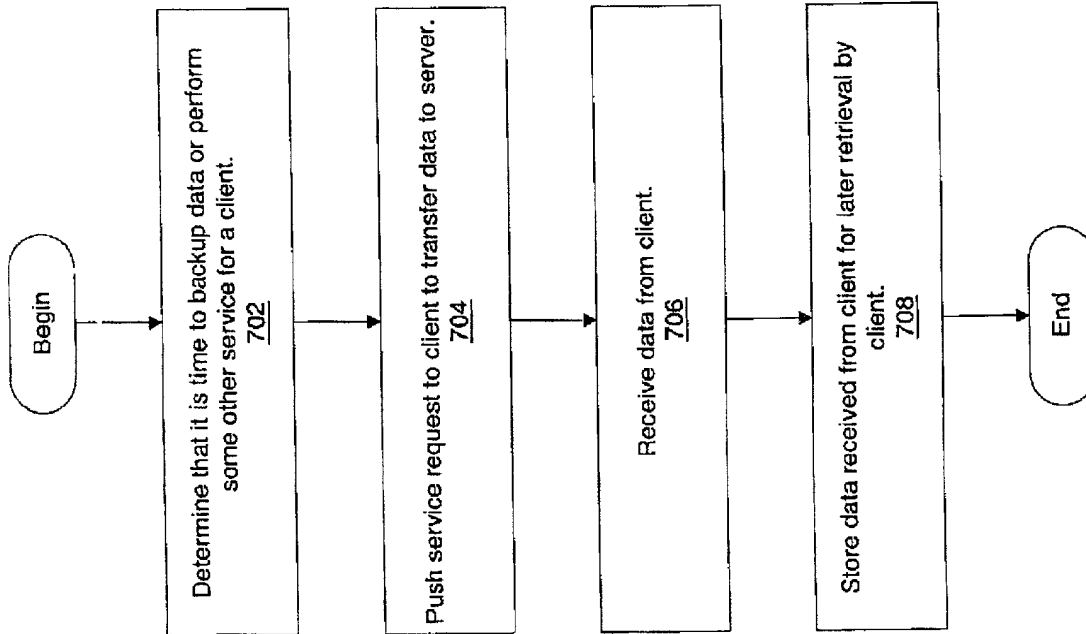 Begin
Determine that it is time to backup data or perform
some other service for a client.
702
Push service request to client to transfer data to server.
704
Receive data from client.
706
Store data received from client for later retrieval by
client.
708
End